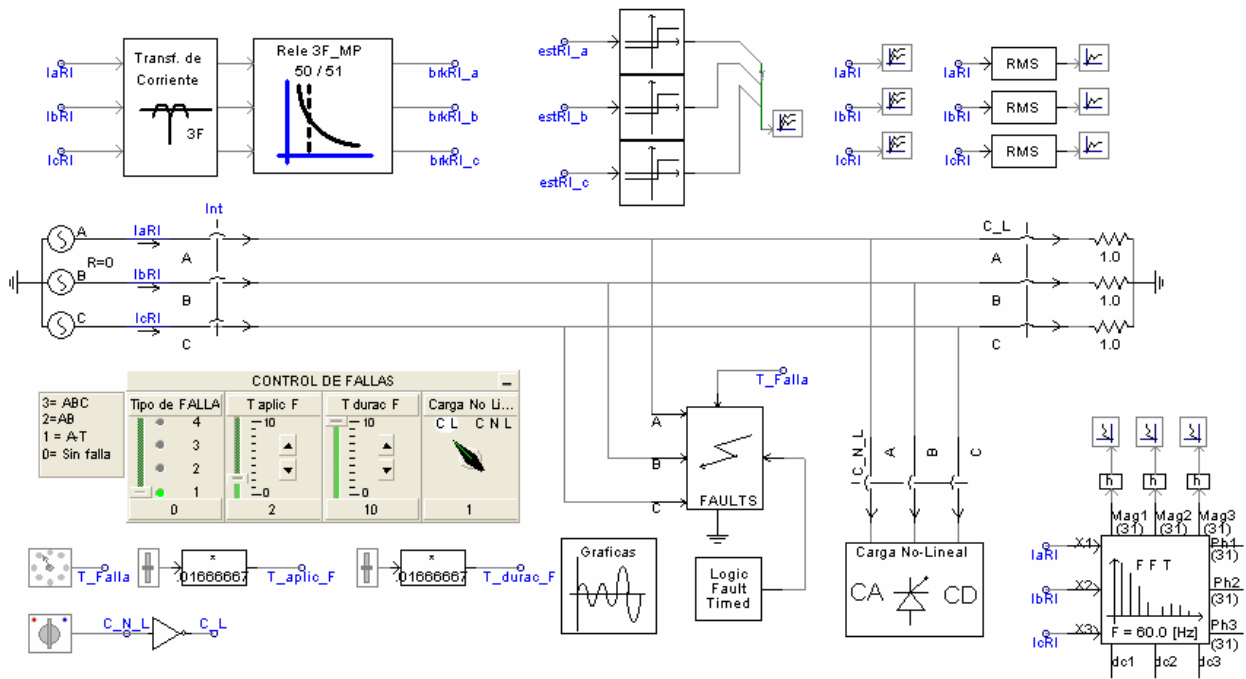 Transf. de
Corriente
3F
IaRI
IbRI
IcRI
Rele 3F_MP
50 / 51
brkRI_a
brkRI_b
brkRI_c
estRI_a
estRI_b
estRI_c
IaRI
IbRI
IcRI
IaRI
RMS
IbRI
RMS
IcRI
RMS
Int
A
R=0
B
C
IaRI
IbRI
IcRI
A
B
C
C_L
A
B
C
1.0
1.0
1.0
3= ABC
2=AB
1 = A-T
0= Sin falla
CONTROL DE FALLAS
Tipo de FALLA
4
3
2
1
0
T aplic F
10
0
2
T durac F
10
0
10
Carga No Li...
C L C N L
1
T_Falla
A
B
C
FAULTS
Logic
Fault
Timed
Graficas
C_N_L
A
B
C
Carga No-Lineal
CA
CD
h
h
h
Mag1
(31)
Mag2
(31)
Mag3
(31)
IaRI
X1
IbRI
X2
IcRI
X3
F F T
F = 60.0 [Hz]
Ph1
(31)
Ph2
(31)
Ph3
(31)
dc1
dc2
dc3
T_Falla
*
.01666667
T_aplic_F
*
.01666667
T_durac_F
C_N_L
C_L